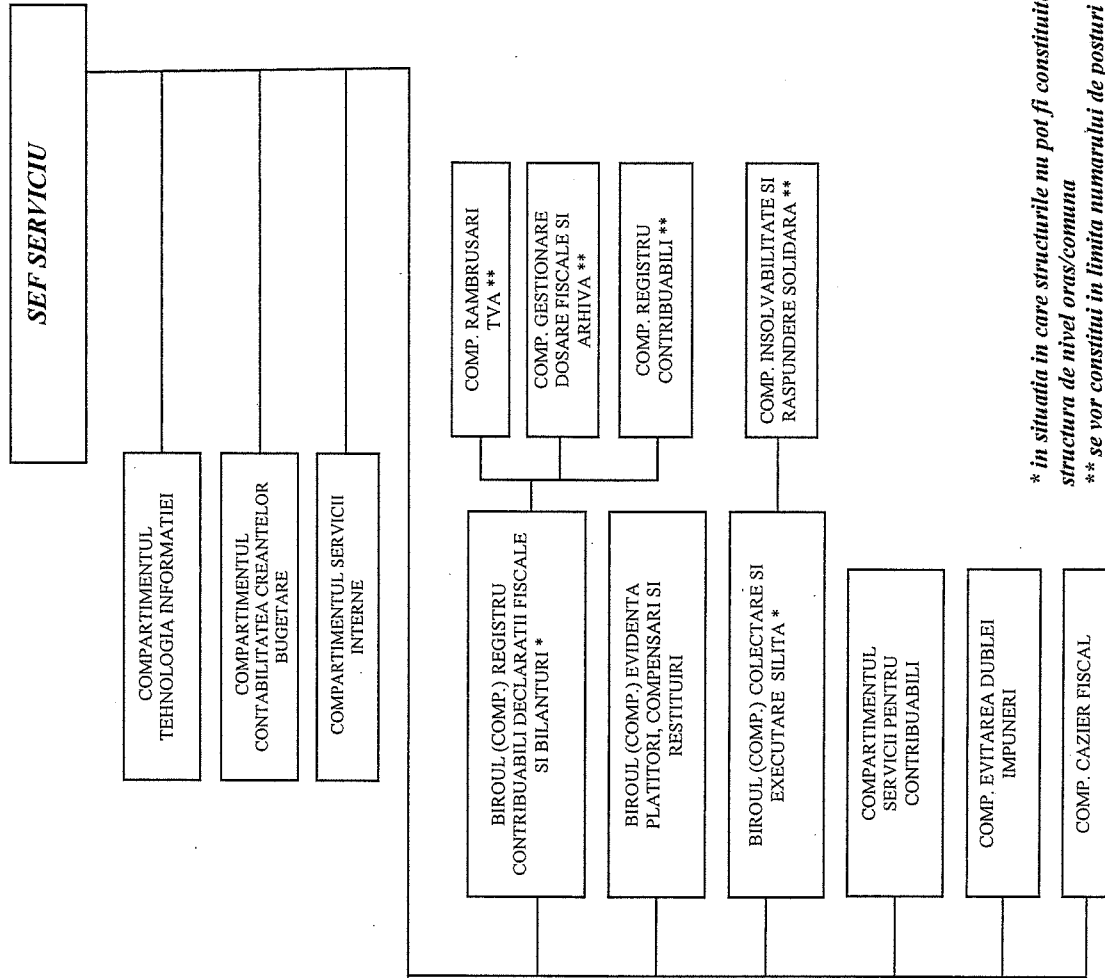 SEF SERVICIU
COMPARTIMENTUL
TEHNOLOGIA INFORMATIEI
COMPARTIMENTUL
CONTABILITATEA CREANTELOR
BUGETARE
COMPARTIMENTUL SERVICII
INTERNE
BIROUL (COMP.) REGISTRU
CONTRIBUABILI DECLARATII FISCALE
SI BILANTURI *
COMP. RAMBRUSARI
TVA **
COMP. GESTIONARE
DOSARE FISCALE SI
ARHIVA **
COMP. REGISTRU
CONTRIBUABILI **
BIROUL (COMP.) EVIDENTA
PLATITORI, COMPENSARI SI
RESTITUIRI
BIROUL (COMP.) COLECTARE SI
EXECUTARE SILITA *
COMP. INSOLVABILITATE SI
RASPUNDERE SOLIDARA **
COMPARTIMENTUL
SERVICII PENTRU
CONTRIBUABILI
COMP. EVITAREA DUBLEI
IMPUNERI
COMP. CAZIER FISCAL
* in situatia in care structurile nu pot fi constituite
structura de nivel oras/comuna
** se vor constitui in limita numarului de posturi